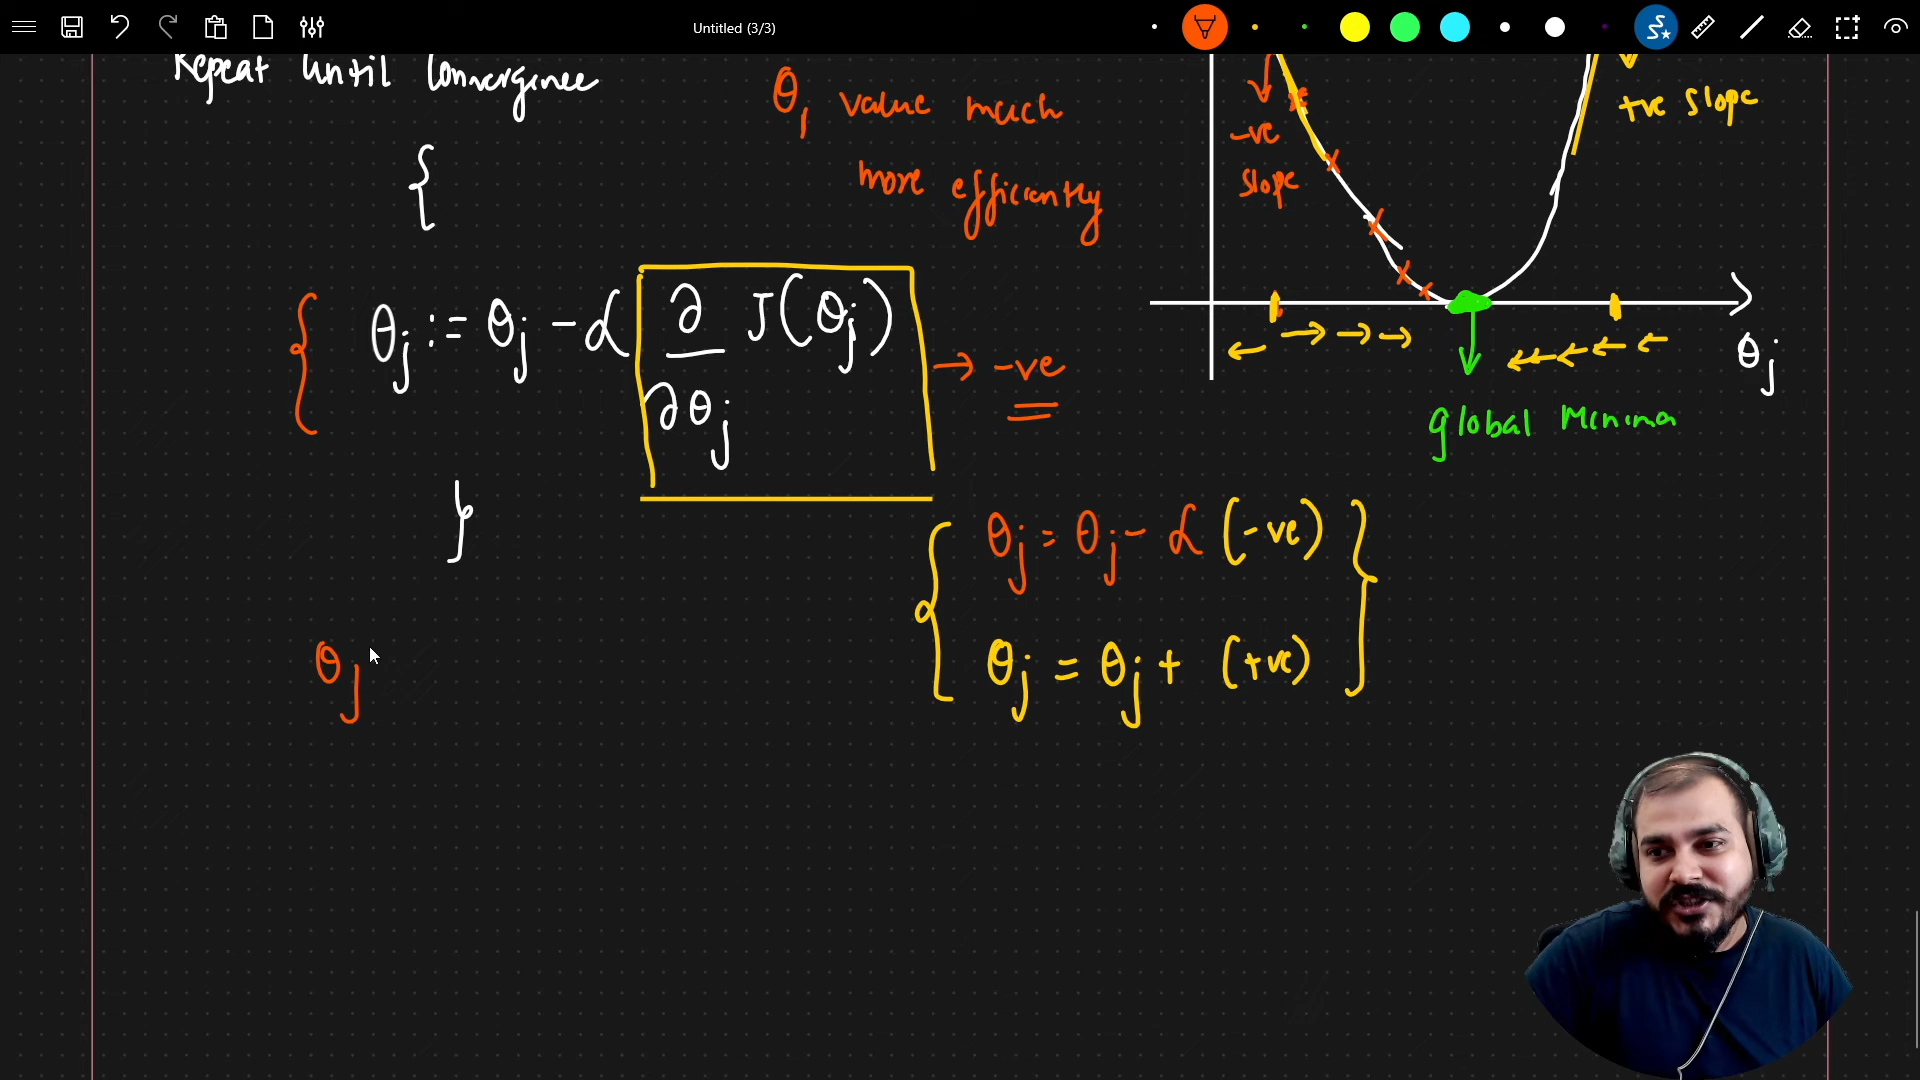 Untitled (3/3)
Repeat until Convergence
{
θj := θj - α ∂/∂θj J(θj)
}
→ -ve
θ1 value much
more efficiently
-ve
slope
+ve slope
θj
global Minima
{ θj = θj - α (-ve) }
θj = θj + (+ve)
θj